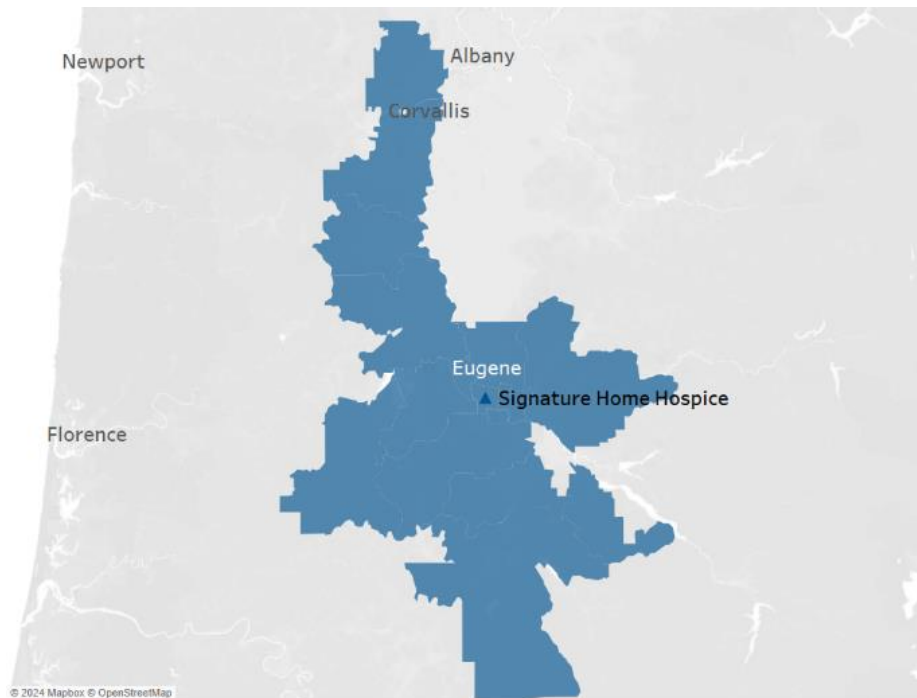 Newport
Albany
Corvallis
Eugene
Signature Home Hospice
Florence
© 2024 Mapbox © OpenStreetMap